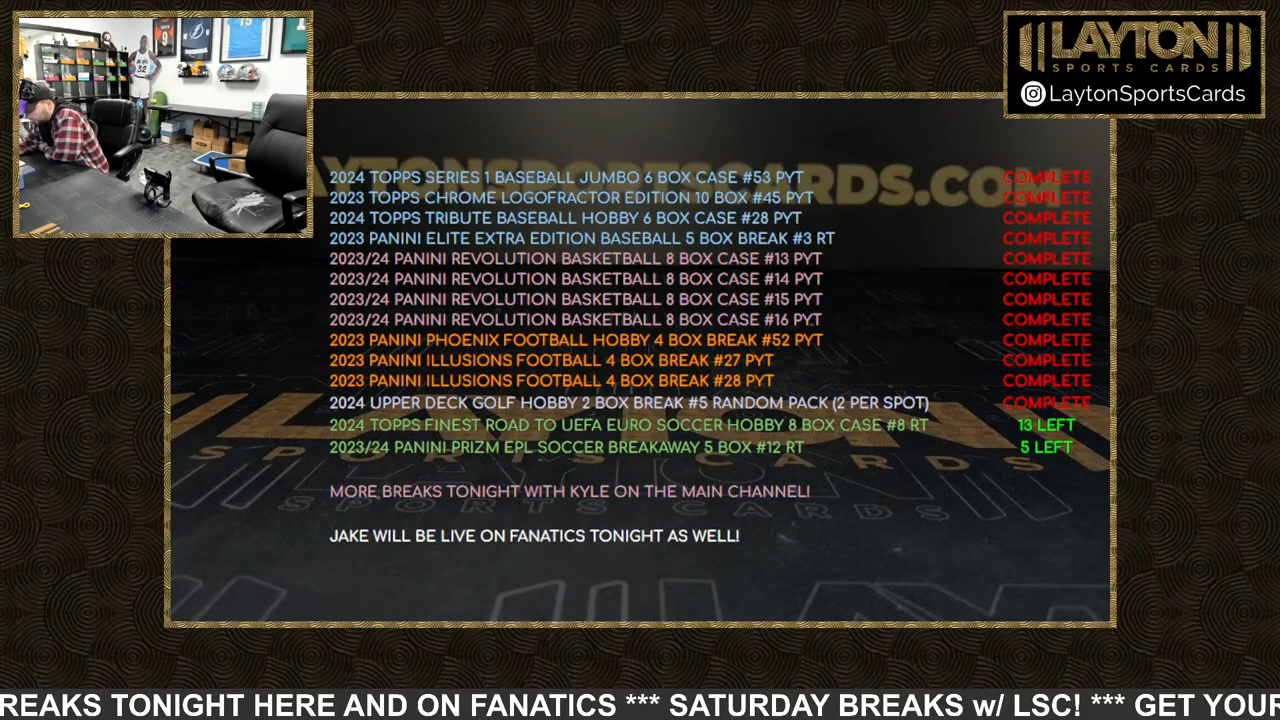 LAYTON
SPORTS CARDS
LaytonSportsCards
LAYTONSPORTSCARDS.CO
2024 TOPPS SERIES 1 BASEBALL JUMBO 6 BOX CASE #53 PYT COMPLETE
2023 TOPPS CHROME LOGOFRACTOR EDITION 10 BOX #45 PYT COMPLETE
2024 TOPPS TRIBUTE BASEBALL HOBBY 6 BOX CASE #28 PYT COMPLETE
2023 PANINI ELITE EXTRA EDITION BASEBALL 5 BOX BREAK #3 RT COMPLETE
2023/24 PANINI REVOLUTION BASKETBALL 8 BOX CASE #13 PYT COMPLETE
2023/24 PANINI REVOLUTION BASKETBALL 8 BOX CASE #14 PYT COMPLETE
2023/24 PANINI REVOLUTION BASKETBALL 8 BOX CASE #15 PYT COMPLETE
2023/24 PANINI REVOLUTION BASKETBALL 8 BOX CASE #16 PYT COMPLETE
2023 PANINI PHOENIX FOOTBALL HOBBY 4 BOX BREAK #52 PYT COMPLETE
2023 PANINI ILLUSIONS FOOTBALL 4 BOX BREAK #27 PYT COMPLETE
2023 PANINI ILLUSIONS FOOTBALL 4 BOX BREAK #28 PYT COMPLETE
2024 UPPER DECK GOLF HOBBY 2 BOX BREAK #5 RANDOM PACK (2 PER SPOT) COMPLETE
2024 TOPPS FINEST ROAD TO UEFA EURO SOCCER HOBBY 8 BOX CASE #8 RT 13 LEFT
2023/24 PANINI PRIZM EPL SOCCER BREAKAWAY 5 BOX #12 RT 5 LEFT
LAYTON
SPORTS CARDS
MORE BREAKS TONIGHT WITH KYLE ON THE MAIN CHANNEL!
JAKE WILL BE LIVE ON FANATICS TONIGHT AS WELL!
REAKS TONIGHT HERE AND ON FANATICS *** SATURDAY BREAKS w/ LSC! *** GET YOUR